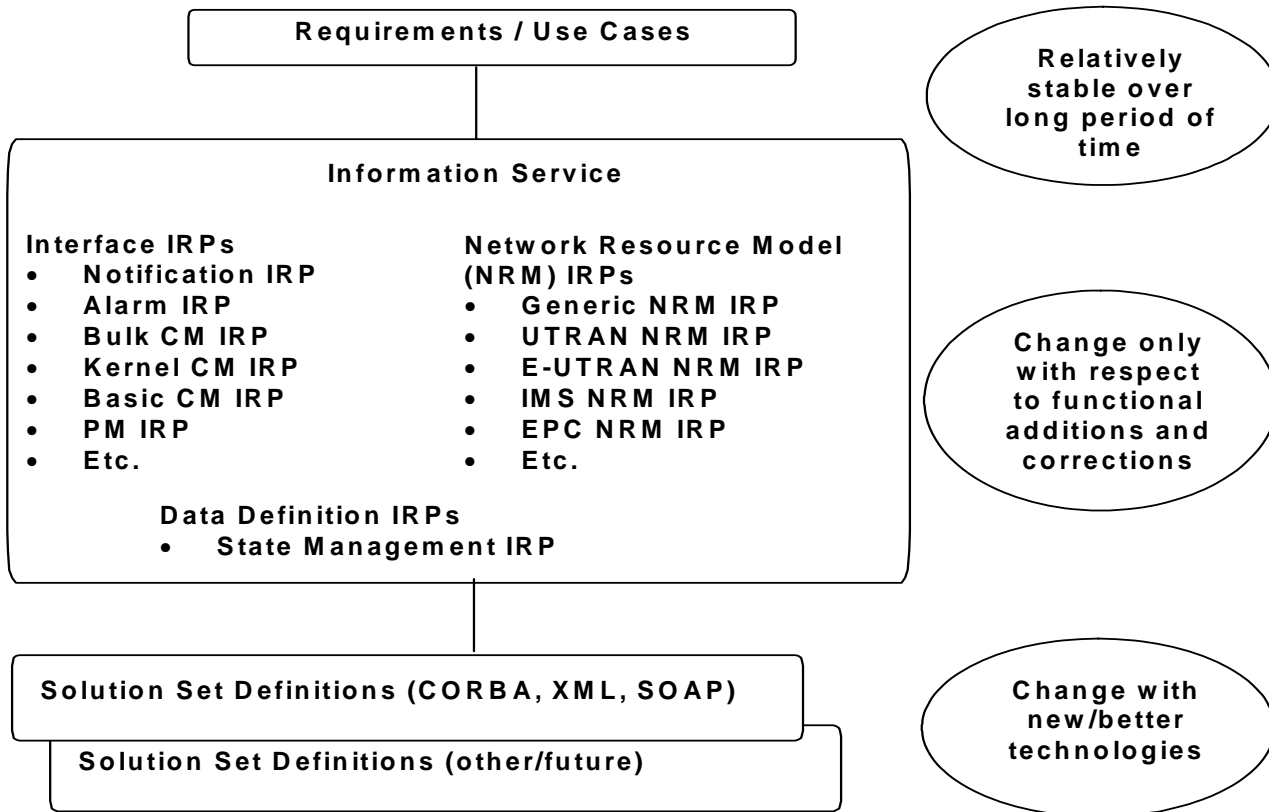 Requirements / Use Cases
Relatively
stable over
long period of
time
Information Service
Interface IRPs
• Notification IRP
• Alarm IRP
• Bulk CM IRP
• Kernel CM IRP
• Basic CM IRP
• PM IRP
• Etc.
Network Resource Model
(NRM) IRPs
• Generic NRM IRP
• UTRAN NRM IRP
• E-UTRAN NRM IRP
• IMS NRM IRP
• EPC NRM IRP
• Etc.
Data Definition IRPs
• State Management IRP
Change only
with respect
to functional
additions and
corrections
Solution Set Definitions (CORBA, XML, SOAP)
Solution Set Definitions (other/future)
Change with
new/better
technologies